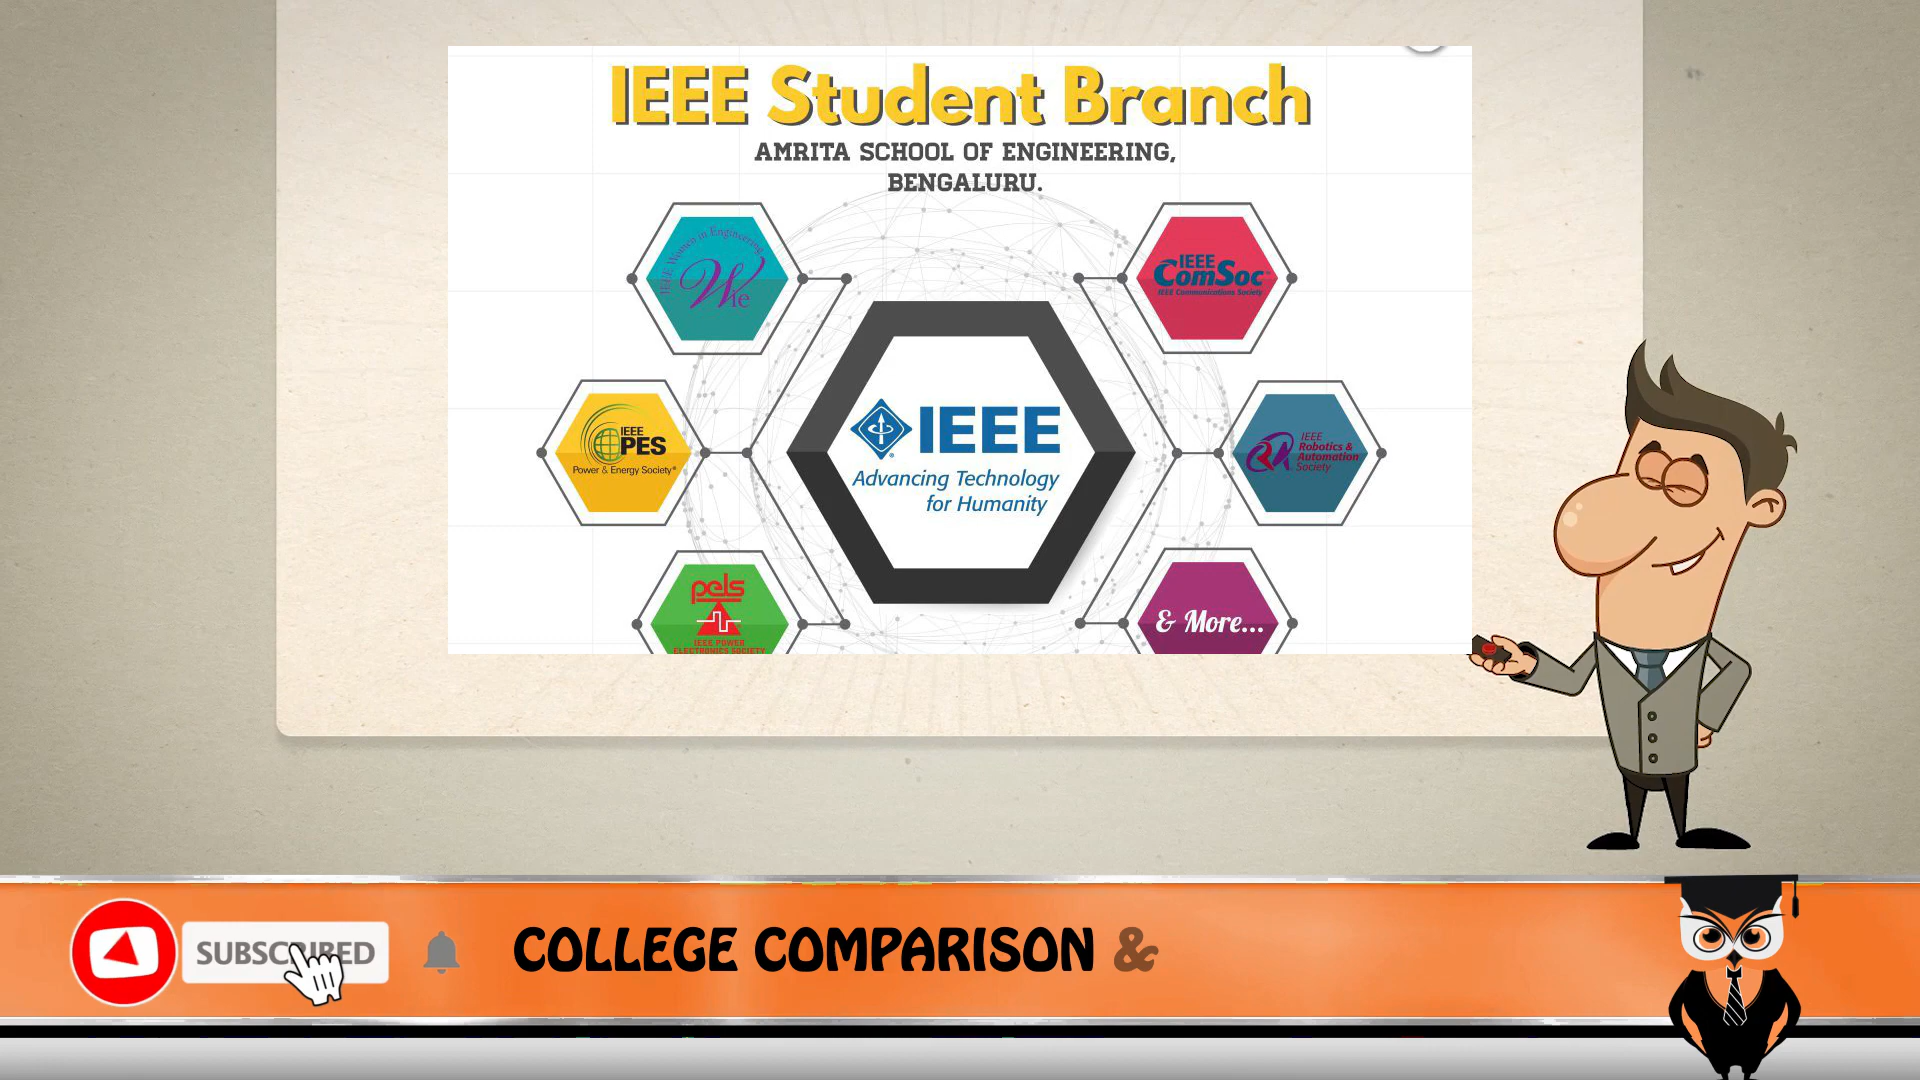 IEEE Student Branch
AMRITA SCHOOL OF ENGINEERING,
BENGALURU.
IEEE Women in Engineering
Wie
IEEE
ComSoc™
IEEE Communications Society
IEEE
PES
Power & Energy Society®
IEEE
Advancing Technology
for Humanity
IEEE
Robotics &
Automation
Society
pels
IEEE POWER
ELECTRONICS SOCIETY
& More...
SUBSCRIBED
COLLEGE COMPARISON &